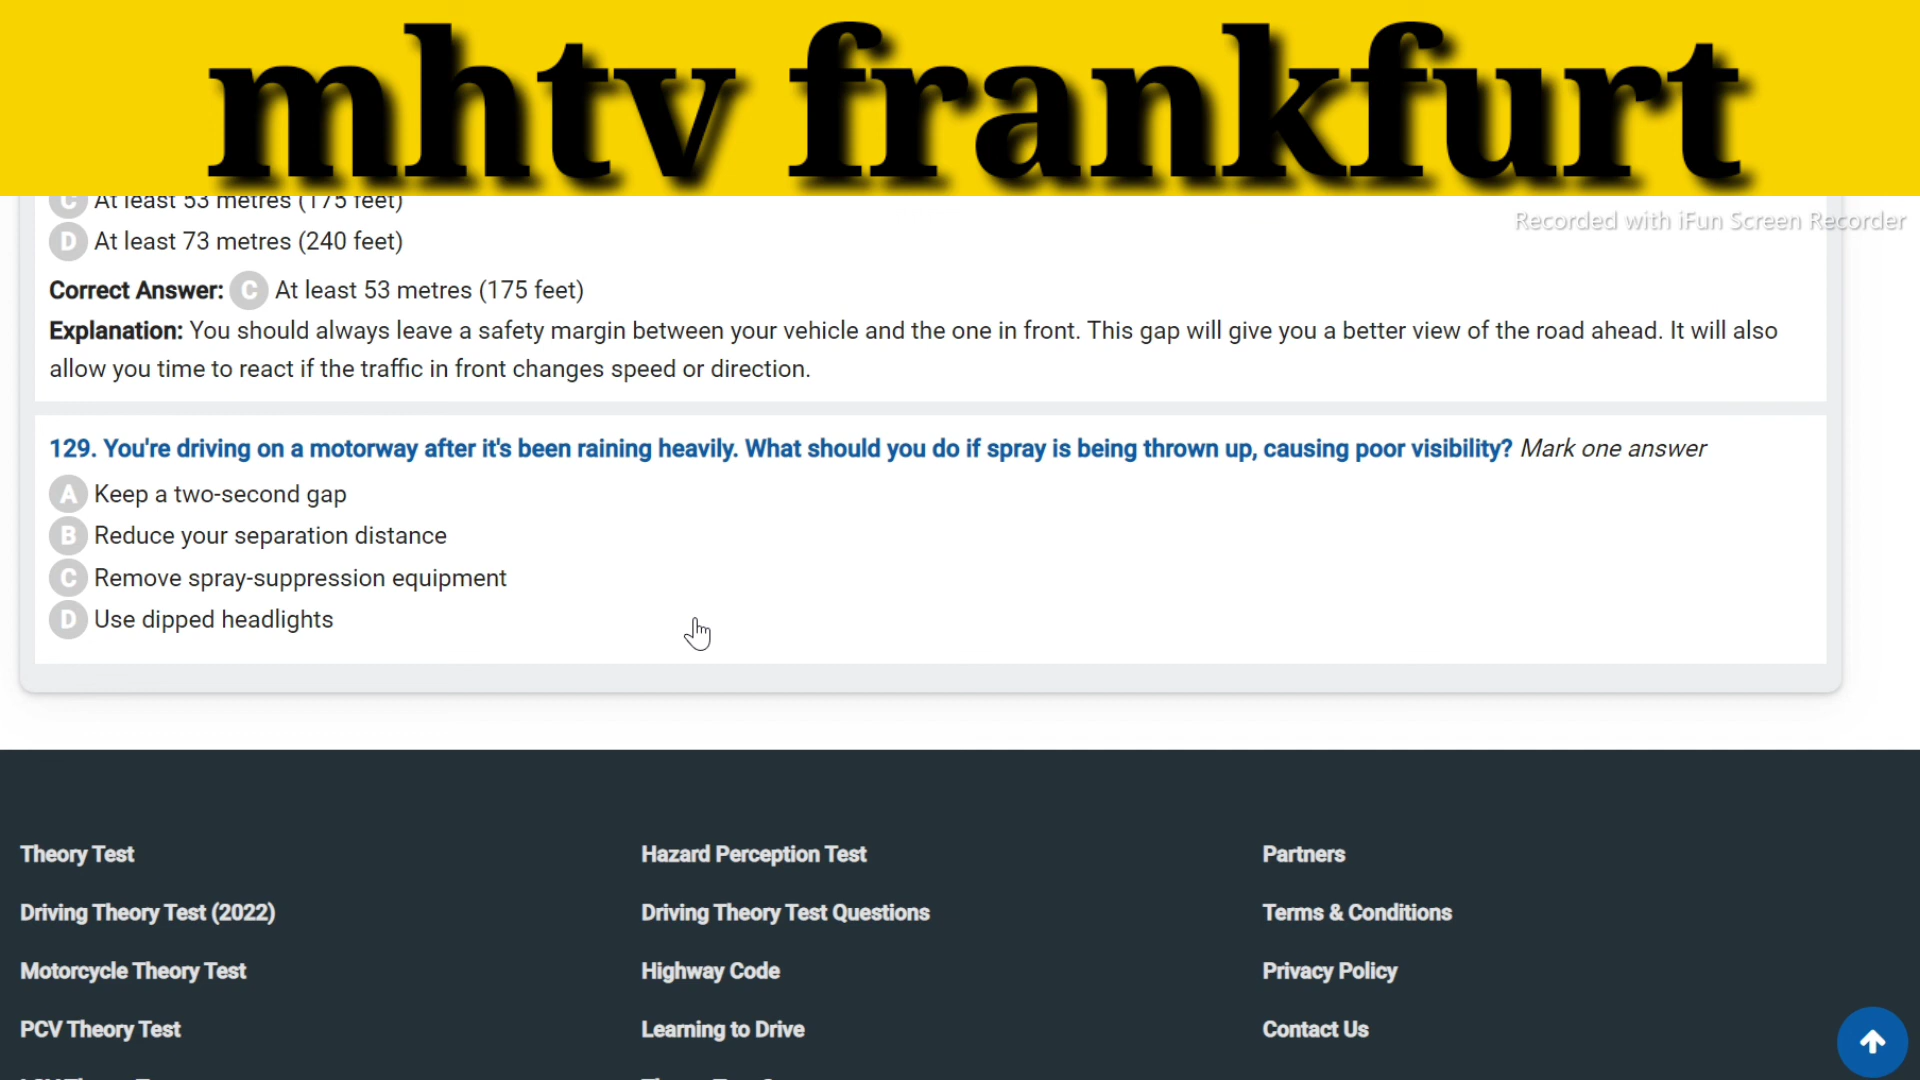 mhtv frankfurt
Recorded with iFun Screen Recorder
C At least 53 metres (175 feet)
D At least 73 metres (240 feet)
Correct Answer: C At least 53 metres (175 feet)
Explanation: You should always leave a safety margin between your vehicle and the one in front. This gap will give you a better view of the road ahead. It will also
allow you time to react if the traffic in front changes speed or direction.
129. You're driving on a motorway after it's been raining heavily. What should you do if spray is being thrown up, causing poor visibility? Mark one answer
A Keep a two-second gap
B Reduce your separation distance
C Remove spray-suppression equipment
D Use dipped headlights
Theory Test
Hazard Perception Test
Partners
Driving Theory Test (2022)
Driving Theory Test Questions
Terms & Conditions
Motorcycle Theory Test
Highway Code
Privacy Policy
PCV Theory Test
Learning to Drive
Contact Us